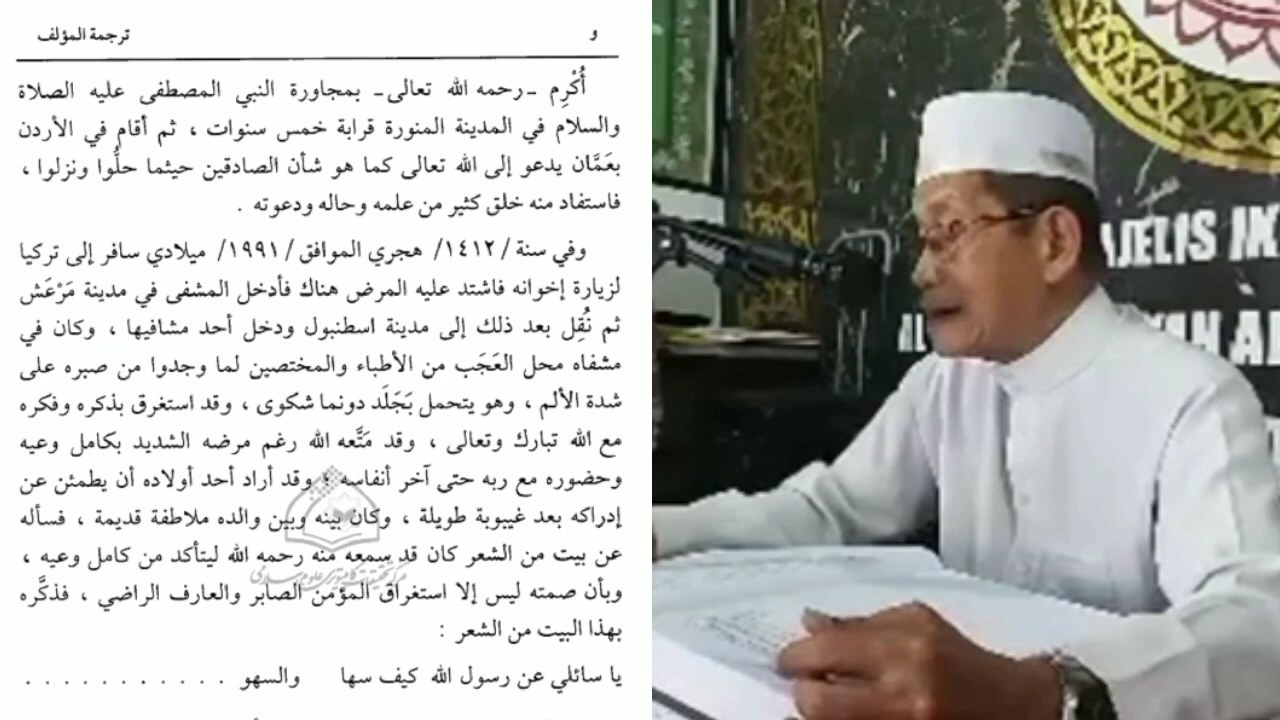 و ترجمة المؤلف
أُكْرِم -رحمه الله تعالى- بمجاورة النبي المصطفى عليه الصلاة
والسلام في المدينة المنورة قرابة خمس سنوات ، ثم أقام في الأردن
بعَمَّان يدعو إلى الله تعالى كما هو شأن الصادقين حيثما حلُّوا ونزلوا ،
فاستفاد منه خلق كثير من علمه وحاله ودعوته .
وفي سنة /١٤١٢/ هجري الموافق /١٩٩١/ ميلادي سافر إلى تركيا
لزيارة إخوانه فاشتد عليه المرض هناك فأدخل المشفى في مدينة مَرْعَش
ثم نُقِل بعد ذلك إلى مدينة اسطنبول ودخل أحد مشافيها ، وكان في
مشفاه محل العَجَب من الأطباء والمختصين لما وجدوا من صبره على
شدة الألم ، وهو يتحمل بَجَلَد دونما شكوى ، وقد استغرق بذكره وفكره
مع الله تبارك وتعالى ، وقد مَتَّعه الله رغم مرضه الشديد بكامل وعيه
وحضوره مع ربه حتى آخر أنفاسه ؛ وقد أراد أحد أولاده أن يطمئن عن
إدراكه بعد غيبوبة طويلة ، وكان بينه وبين والده ملاطفة قديمة ، فسأله
عن بيت من الشعر كان قد سمعه منه رحمه الله ليتأكد من كامل وعيه ،
وبأن صمته ليس إلا استغراق المؤمن الصابر والعارف الراضي ، فذكَّره
بهذا البيت من الشعر :
يا سائلي عن رسول الله كيف سها والسهو . . . . . . . . . . .
AJELIS